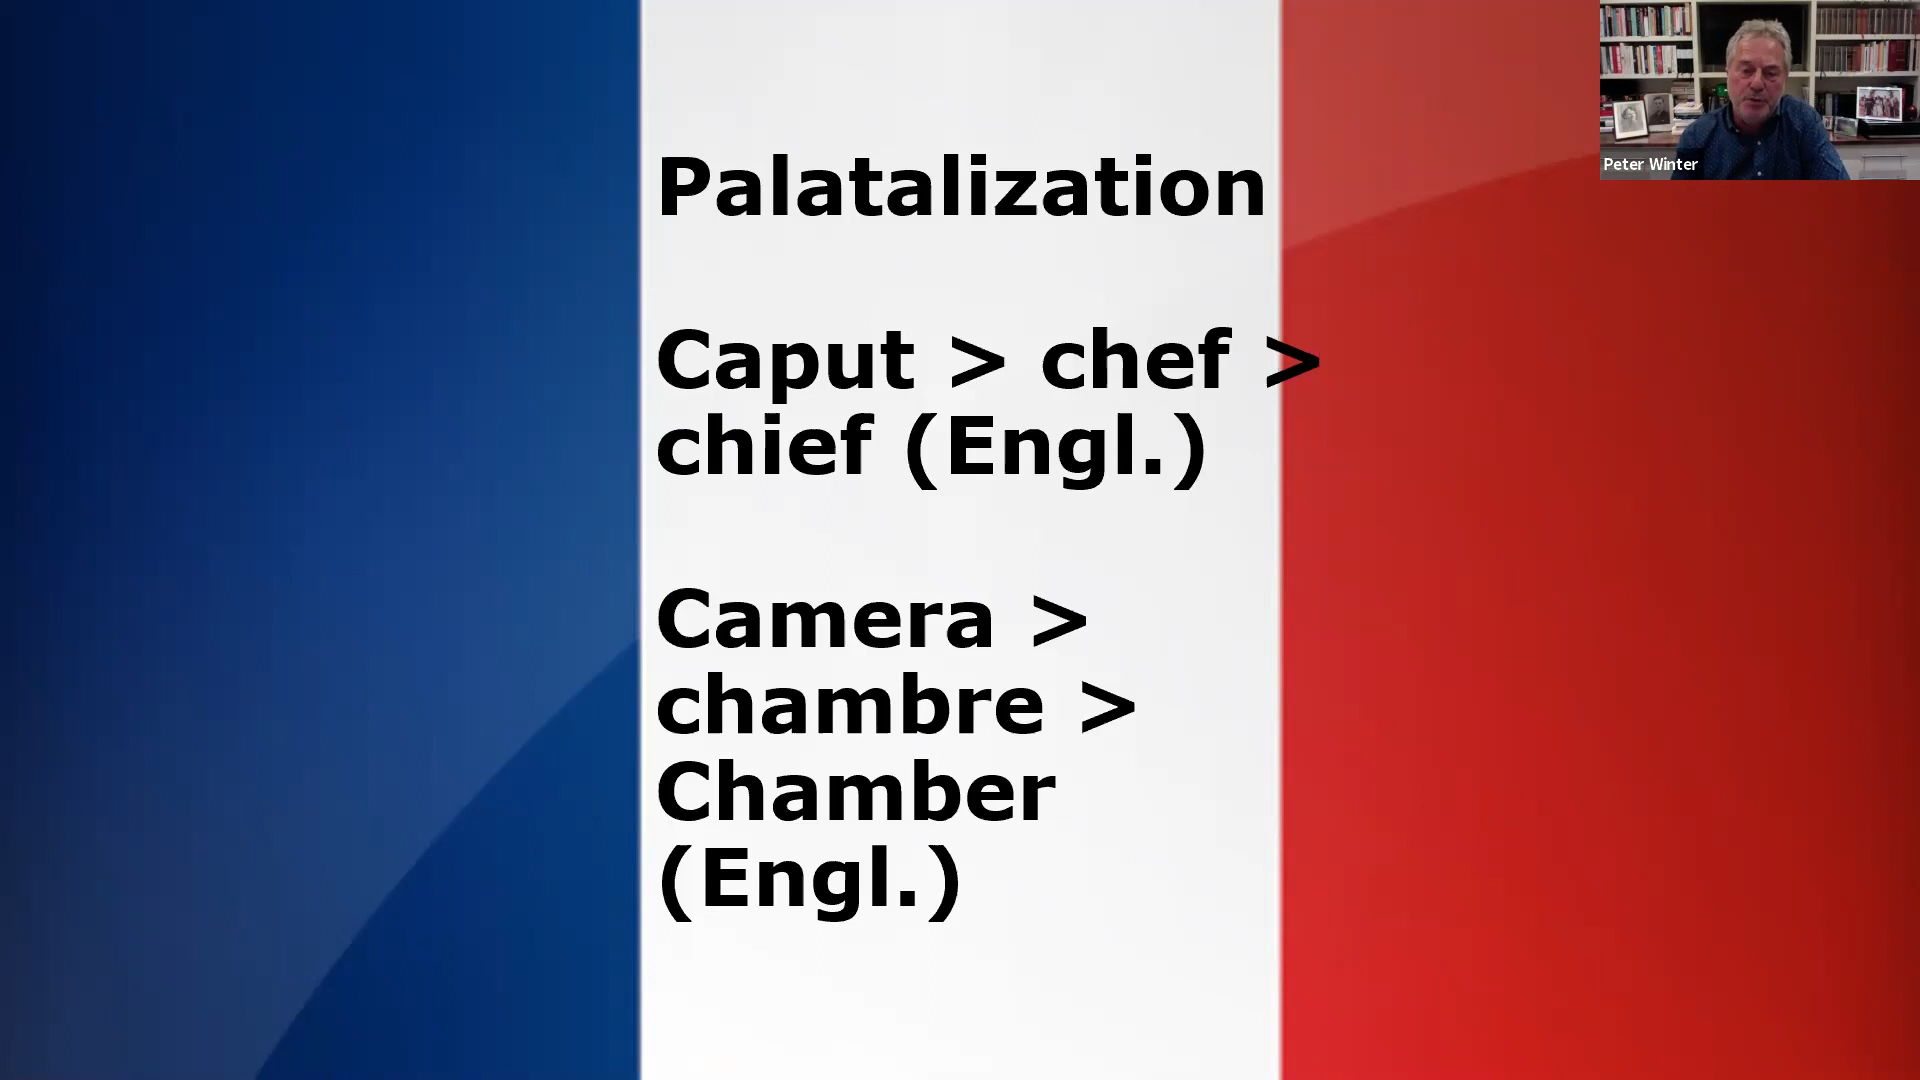 Palatalization
Caput > chef >
chief (Engl.)
Camera >
chambre >
Chamber
(Engl.)
Peter Winter